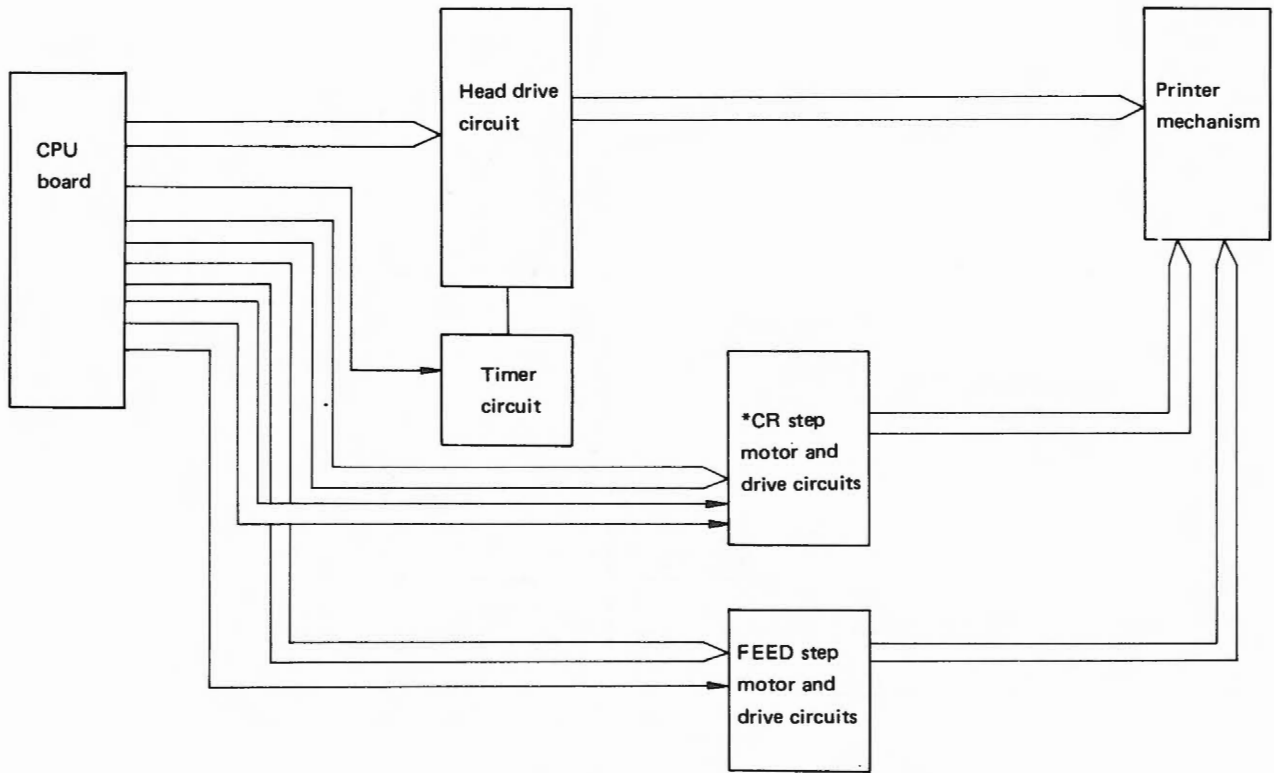 CPU
board
Head drive
circuit
Printer
mechanism
Timer
circuit
*CR step
motor and
drive circuits
FEED step
motor and
drive circuits